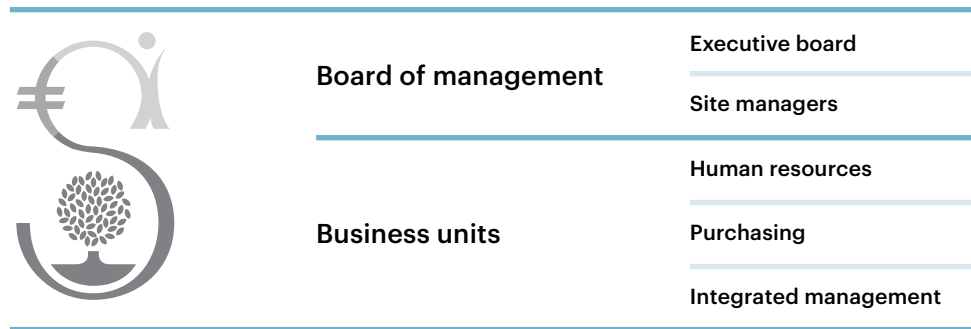 Board of management
Executive board
Site managers
Business units
Human resources
Purchasing
Integrated management